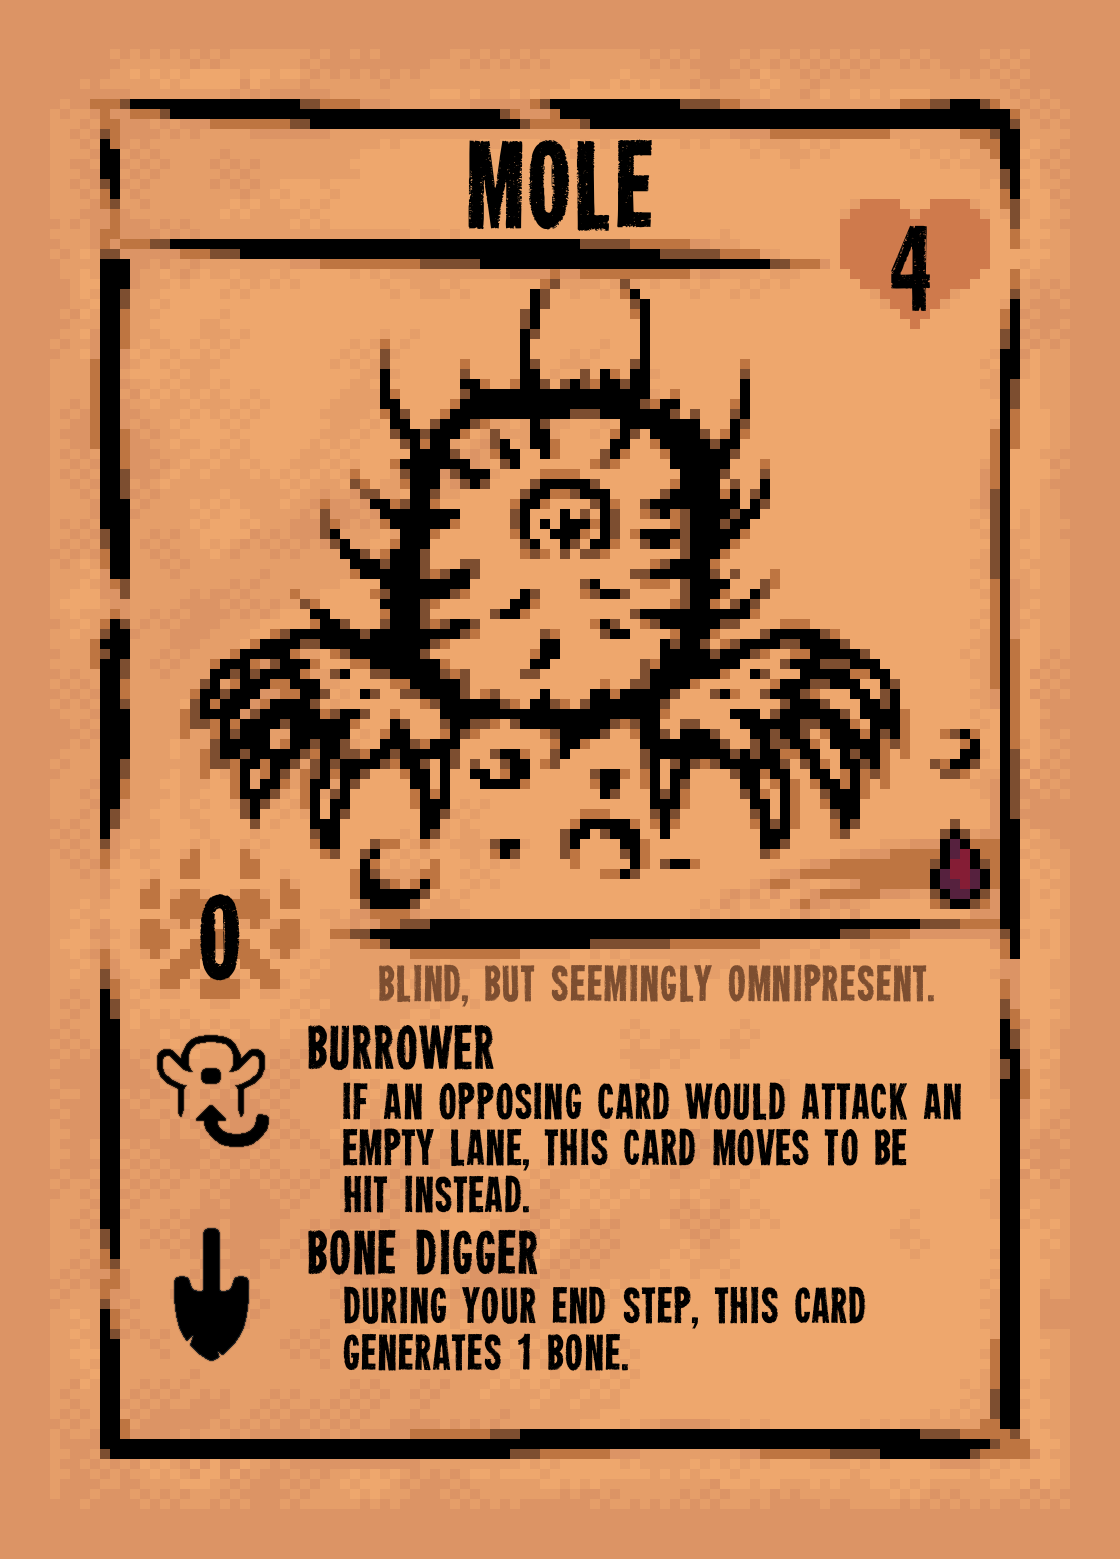 MOLE
4
0
BLIND, BUT SEEMINGLY OMNIPRESENT.
BURROWER
IF AN OPPOSING CARD WOULD ATTACK AN
EMPTY LANE, THIS CARD MOVES TO BE
HIT INSTEAD.
BONE DIGGER
DURING YOUR END STEP, THIS CARD
GENERATES 1 BONE.